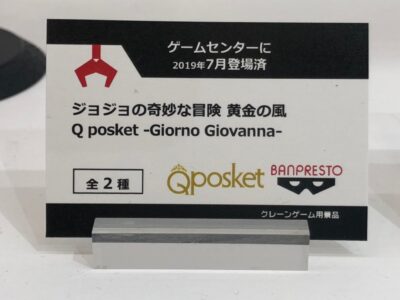 ゲームセンターに
2019年7月登場済
ジョジョの奇妙な冒険 黄金の風
Q posket -Giorno Giovanna-
全2種
Qposket
BANPRESTO
クレーンゲーム用景品